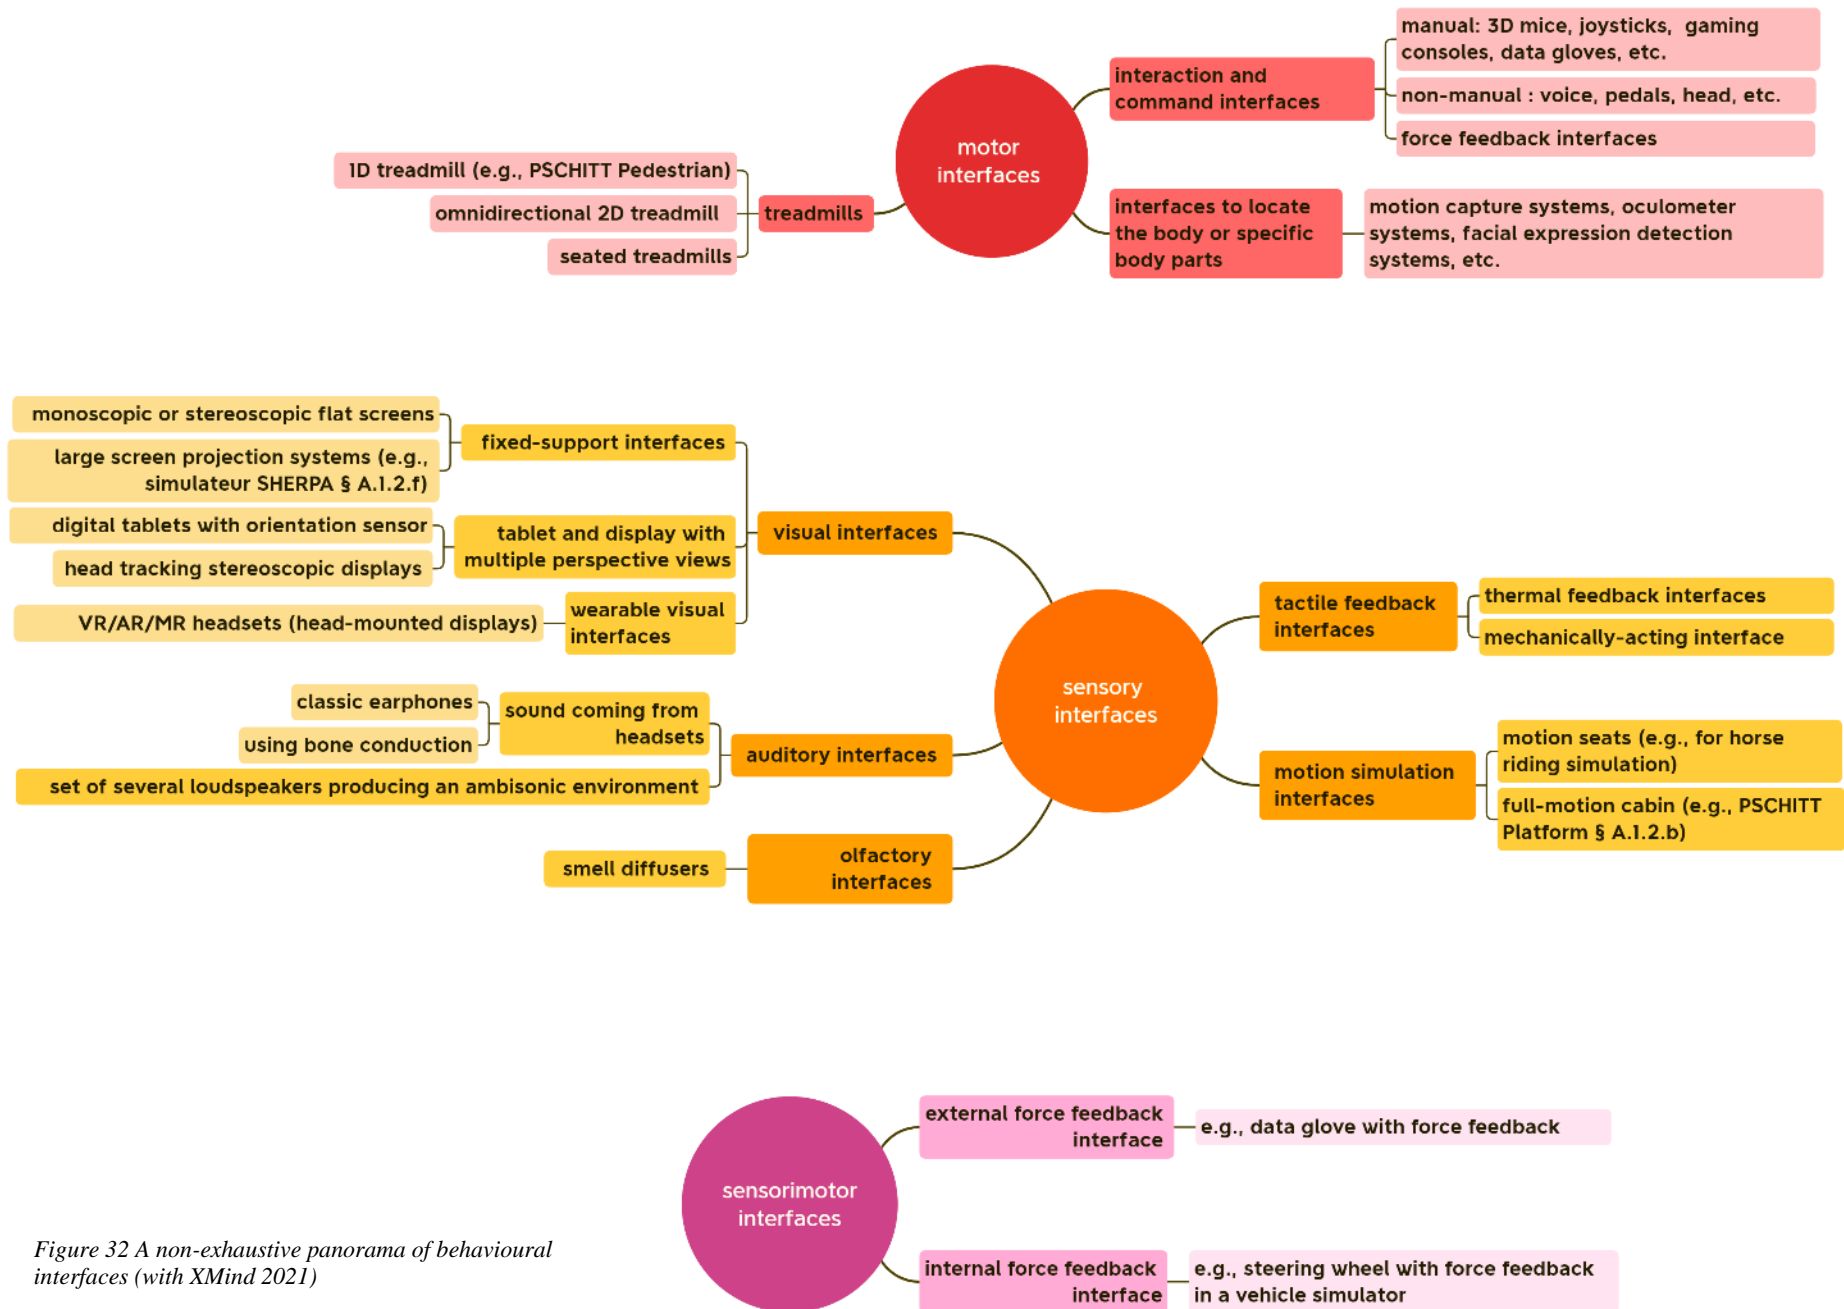 motor
interfaces
interaction and
command interfaces
manual: 3D mice, joysticks, gaming
consoles, data gloves, etc.
non-manual : voice, pedals, head, etc.
force feedback interfaces
interfaces to locate
the body or specific
body parts
motion capture systems, oculometer
systems, facial expression detection
systems, etc.
treadmills
1D treadmill (e.g., PSCHITT Pedestrian)
omnidirectional 2D treadmill
seated treadmills
sensory
interfaces
visual interfaces
fixed-support interfaces
monoscopic or stereoscopic flat screens
large screen projection systems (e.g.,
simulateur SHERPA § A.1.2.f)
tablet and display with
multiple perspective views
digital tablets with orientation sensor
head tracking stereoscopic displays
wearable visual
interfaces
VR/AR/MR headsets (head-mounted displays)
auditory interfaces
sound coming from
headsets
classic earphones
using bone conduction
set of several loudspeakers producing an ambisonic environment
olfactory
interfaces
smell diffusers
tactile feedback
interfaces
thermal feedback interfaces
mechanically-acting interface
motion simulation
interfaces
motion seats (e.g., for horse
riding simulation)
full-motion cabin (e.g., PSCHITT
Platform § A.1.2.b)
sensorimotor
interfaces
external force feedback
interface
e.g., data glove with force feedback
internal force feedback
interface
e.g., steering wheel with force feedback
in a vehicle simulator
Figure 32 A non-exhaustive panorama of behavioural
interfaces (with XMind 2021)